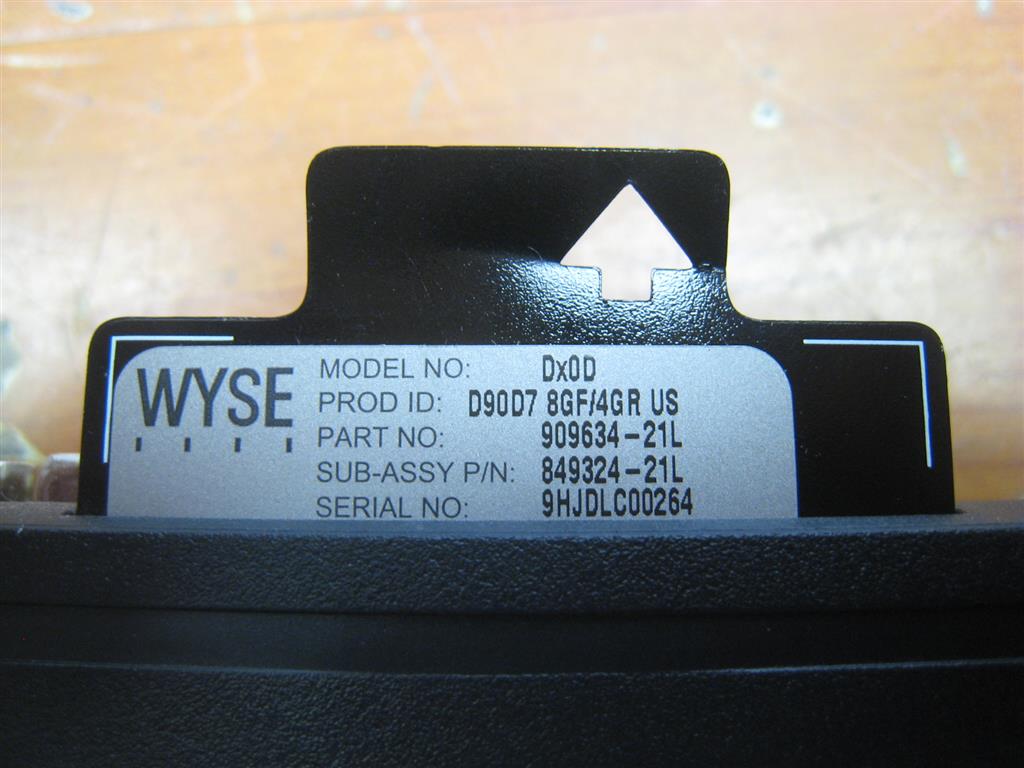 WYSE
MODEL NO: Dx0D
PROD ID: D90D7 8GF/4GR US
PART NO: 909634-21L
SUB-ASSY P/N: 849324-21L
SERIAL NO: 9HJDLC00264